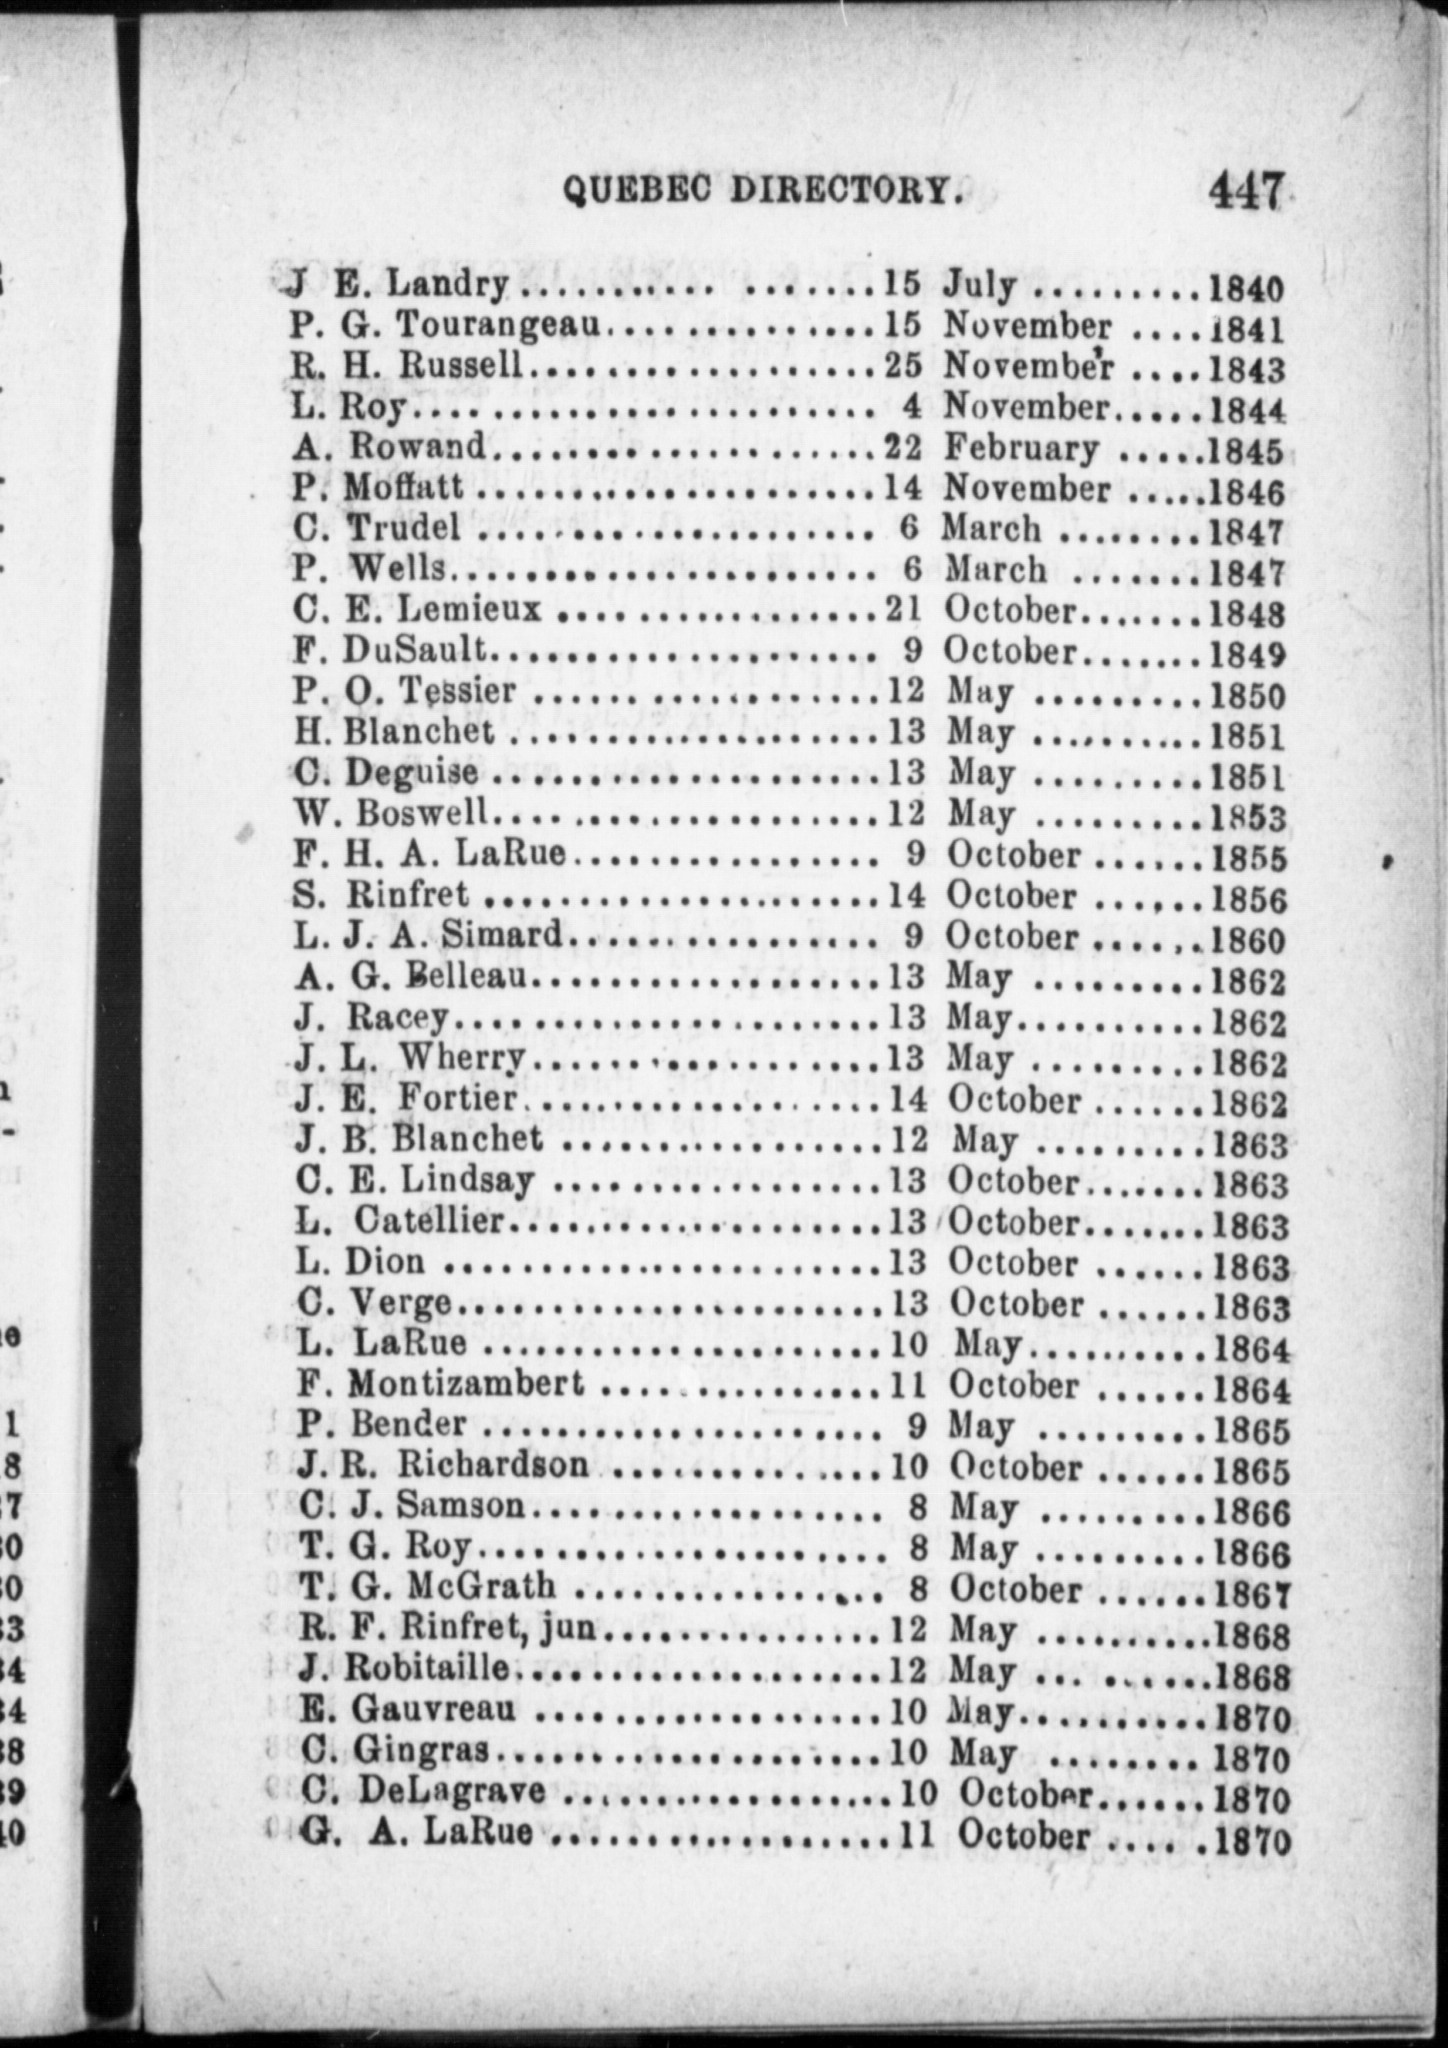 QUEBEC DIRECTORY. 447
J E. Landry ........... ....... 15 July ......... 1840
P. G. Tourangeau .............. 15 November .... 1841
R. H. Russell .................. 25 November .... 1843
L. Roy ........................ 4 November ..... 1844
A. Rowand .................... 22 February ..... 1845
P. Moffatt ..................... 14 November ..... 1846
C. Trudel ..................... 6 March ........ 1847
P. Wells ....................... 6 March ....... 1847
C. E. Lemieux ................. 21 October ....... 1848
F. DuSault ..................... 9 October ....... 1849
P. O. Tessier .................. 12 May ......... 1850
H. Blanchet ................... 13 May .......... 1851
C. Deguise .................... 13 May ......... 1851
W. Boswell .................... 12 May ......... 1853
F. H. A. LaRue ................ 9 October ...... 1855
S. Rinfret ..................... 14 October ...... 1856
L. J. A. Simard ................ 9 October ...... 1860
A. G. Belleau .................. 13 May ......... 1862
J. Racey ...................... 13 May .......... 1862
J. L. Wherry .................. 13 May ......... 1862
J. E. Fortier ................... 14 October ...... 1862
J. B. Blanchet ................. 12 May ......... 1863
C. E. Lindsay ................. 13 October ....... 1863
L. Catellier .................... 13 October ....... 1863
L. Dion ....................... 13 October ...... 1863
C. Verge ...................... 13 October ...... 1863
L. LaRue ..................... 10 May .......... 1864
F. Montizambert ............... 11 October ...... 1864
P. Bender ..................... 9 May ......... 1865
J. R. Richardson .............. 10 October ...... 1865
C. J. Samson ................... 8 May ......... 1866
T. G. Roy ...................... 8 May ......... 1866
T. G. McGrath ................ 8 October ...... 1867
R. F. Rinfret, jun ............... 12 May .......... 1868
J. Robitaille ................... 12 May ... ...... 1868
E. Gauvreau .................. 10 May .......... 1870
C. Gingras .................... 10 May ........ 1870
C. DeLagrave ................. 10 October ...... 1870
G. A. LaRue .................. 11 October .... . 1870